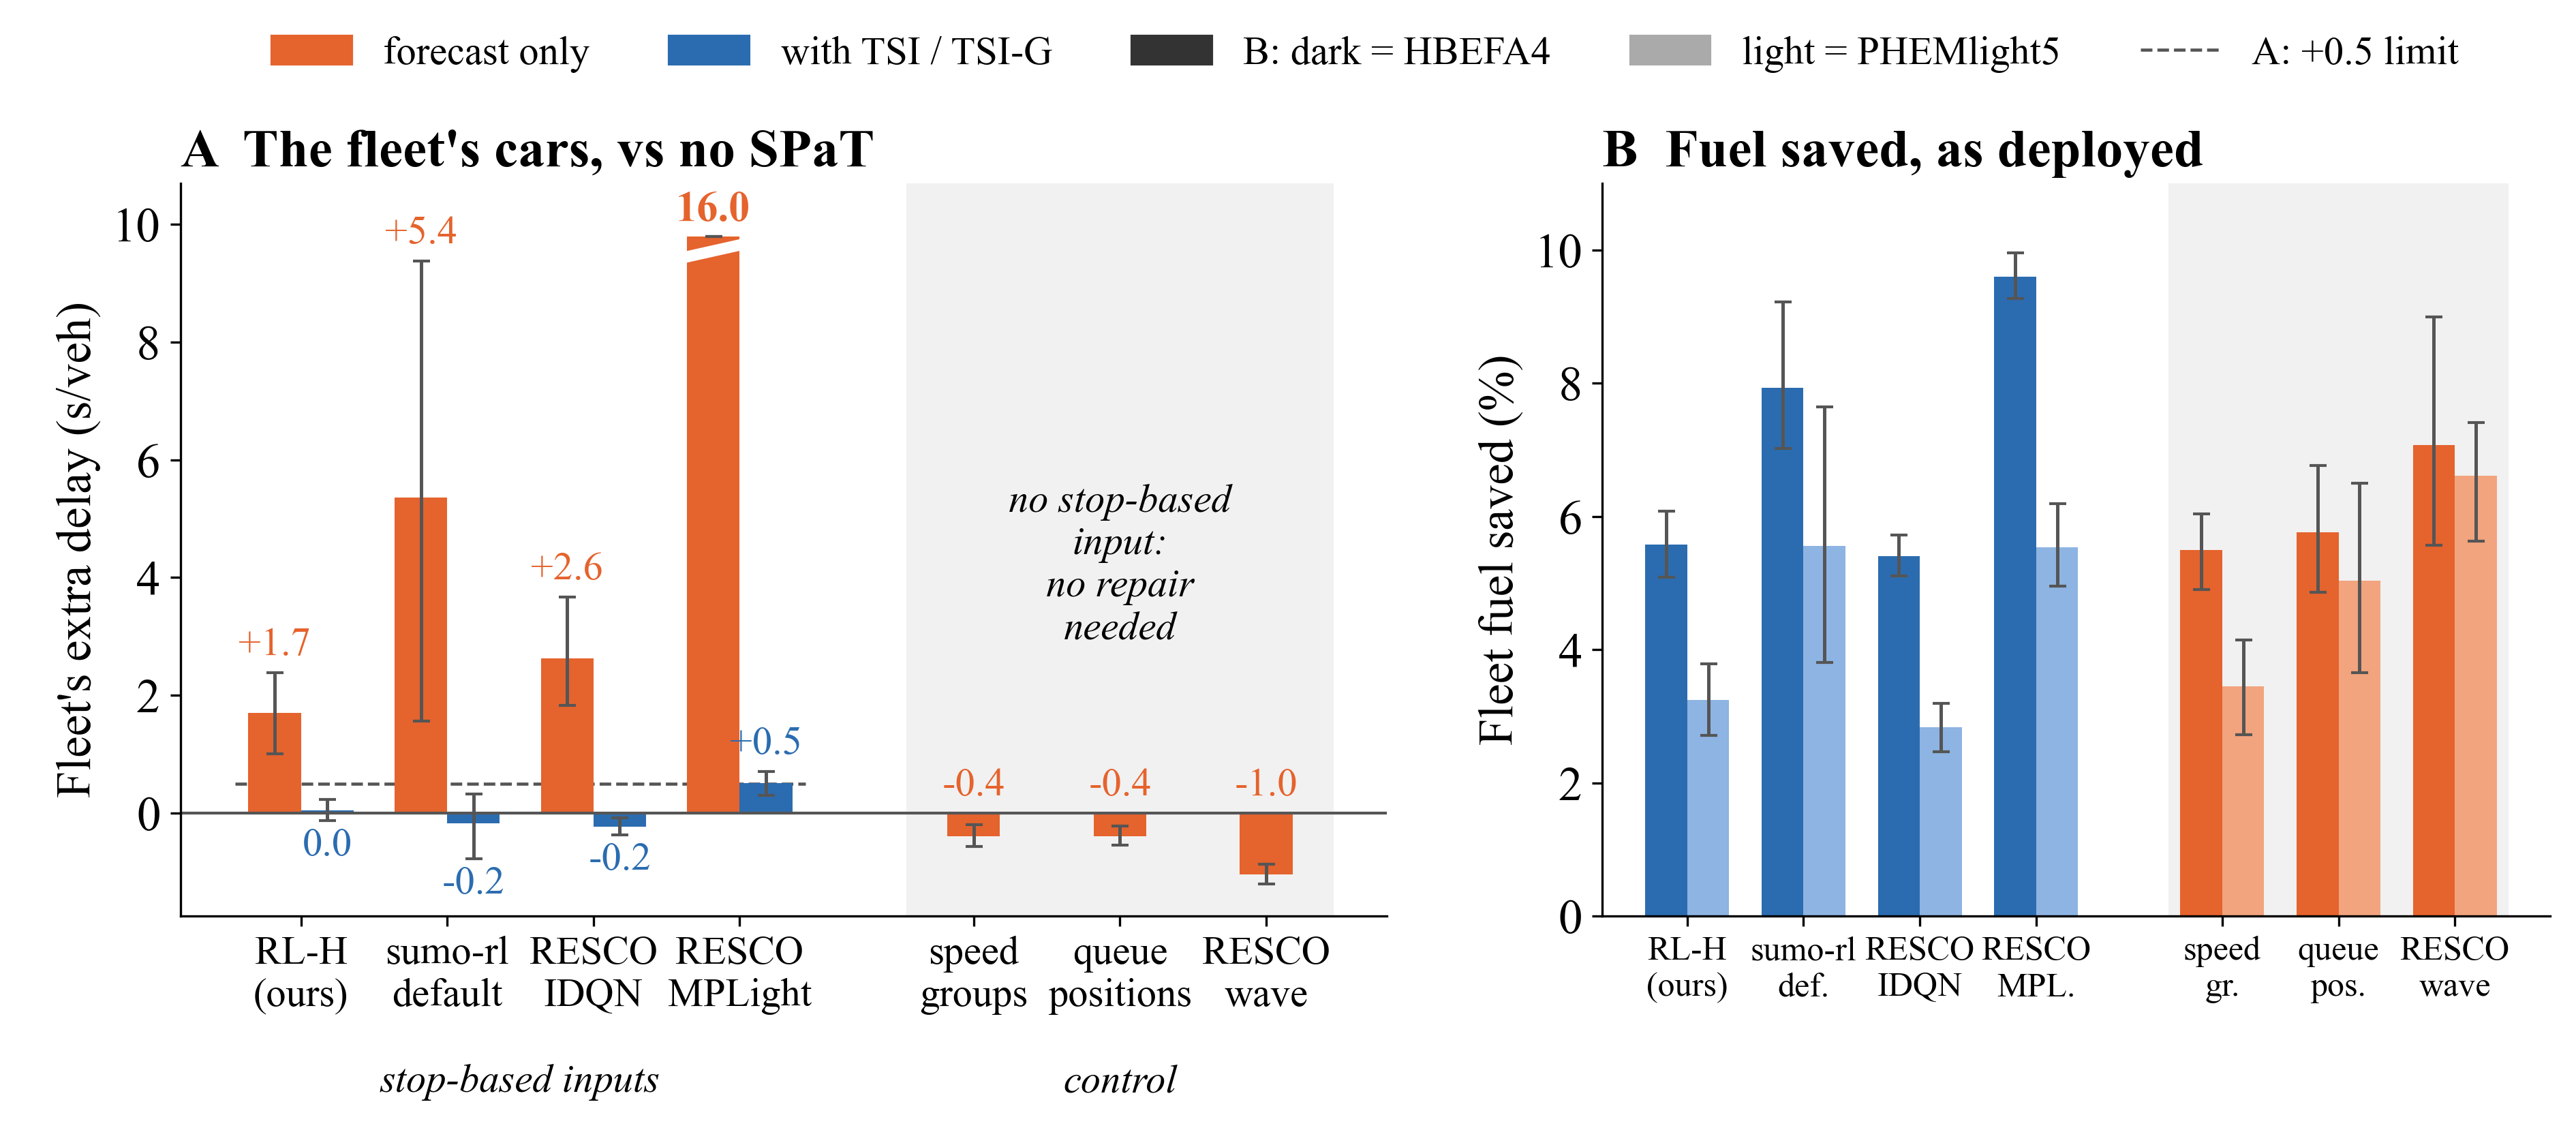 forecast only
with TSI / TSI-G
B: dark = HBEFA4
light = PHEMlight5
A: +0.5 limit
A The fleet's cars, vs no SPaT
Fleet's extra delay (s/veh)
10
8
6
4
2
0
+1.7
0.0
+5.4
-0.2
+2.6
-0.2
16.0
+0.5
no stop-based
input:
no repair
needed
-0.4
-0.4
-1.0
RL-H
(ours)
sumo-rl
default
RESCO
IDQN
RESCO
MPLight
speed
groups
queue
positions
RESCO
wave
stop-based inputs
control
B Fuel saved, as deployed
Fleet fuel saved (%)
10
8
6
4
2
0
RL-H
(ours)
sumo-rl
def.
RESCO
IDQN
RESCO
MPL.
speed
gr.
queue
pos.
RESCO
wave